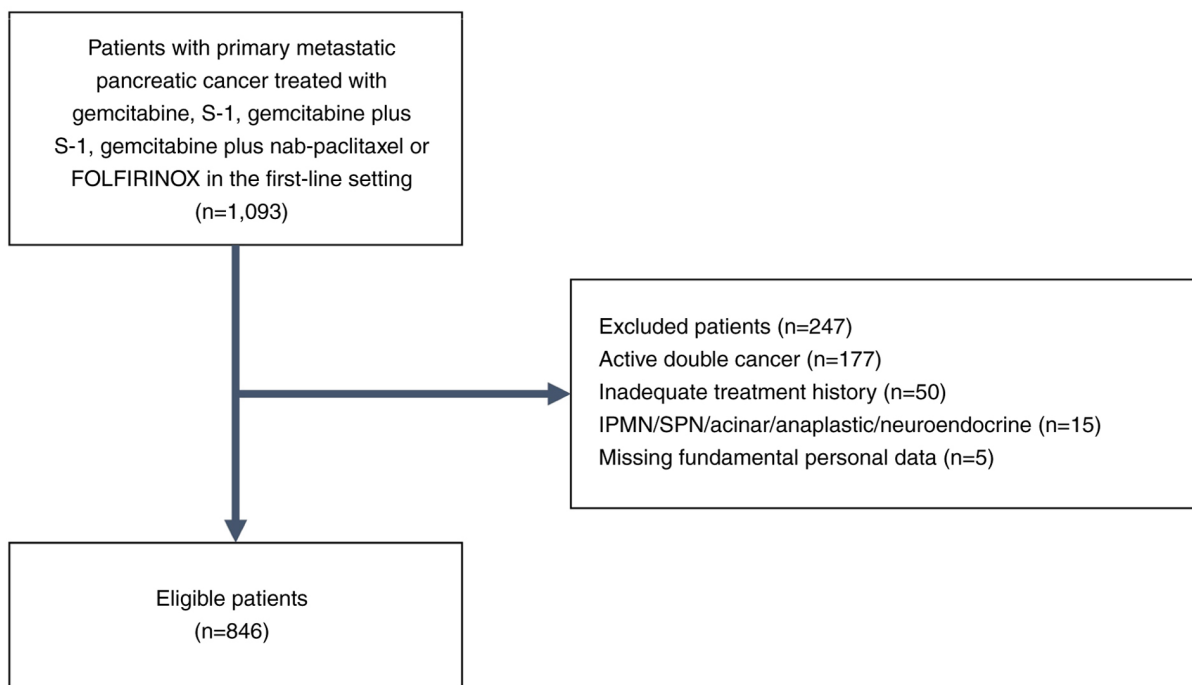 Patients with primary metastatic
pancreatic cancer treated with
gemcitabine, S-1, gemcitabine plus
S-1, gemcitabine plus nab-paclitaxel or
FOLFIRINOX in the first-line setting
(n=1,093)
Excluded patients (n=247)
Active double cancer (n=177)
Inadequate treatment history (n=50)
IPMN/SPN/acinar/anaplastic/neuroendocrine (n=15)
Missing fundamental personal data (n=5)
Eligible patients
(n=846)